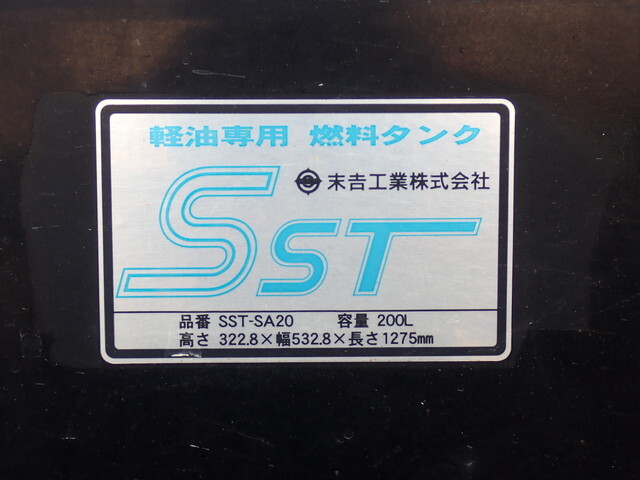 軽油専用 燃料タンク
末吉工業株式会社
SST
品番 SST-SA20 容量 200L
高さ 322.8×幅532.8×長さ1275mm